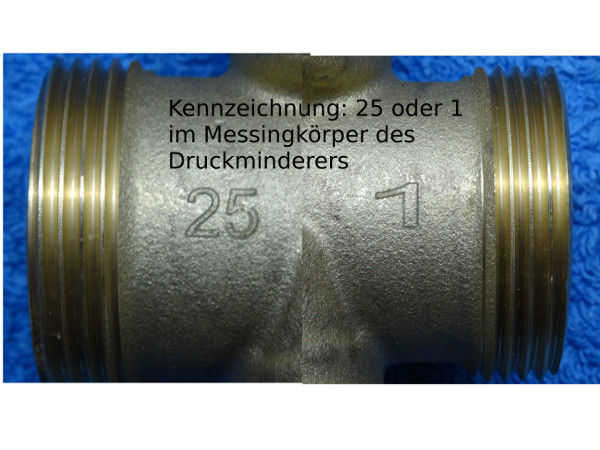 Kennzeichnung: 25 oder 1
im Messingkörper des
Druckminderers
25 1